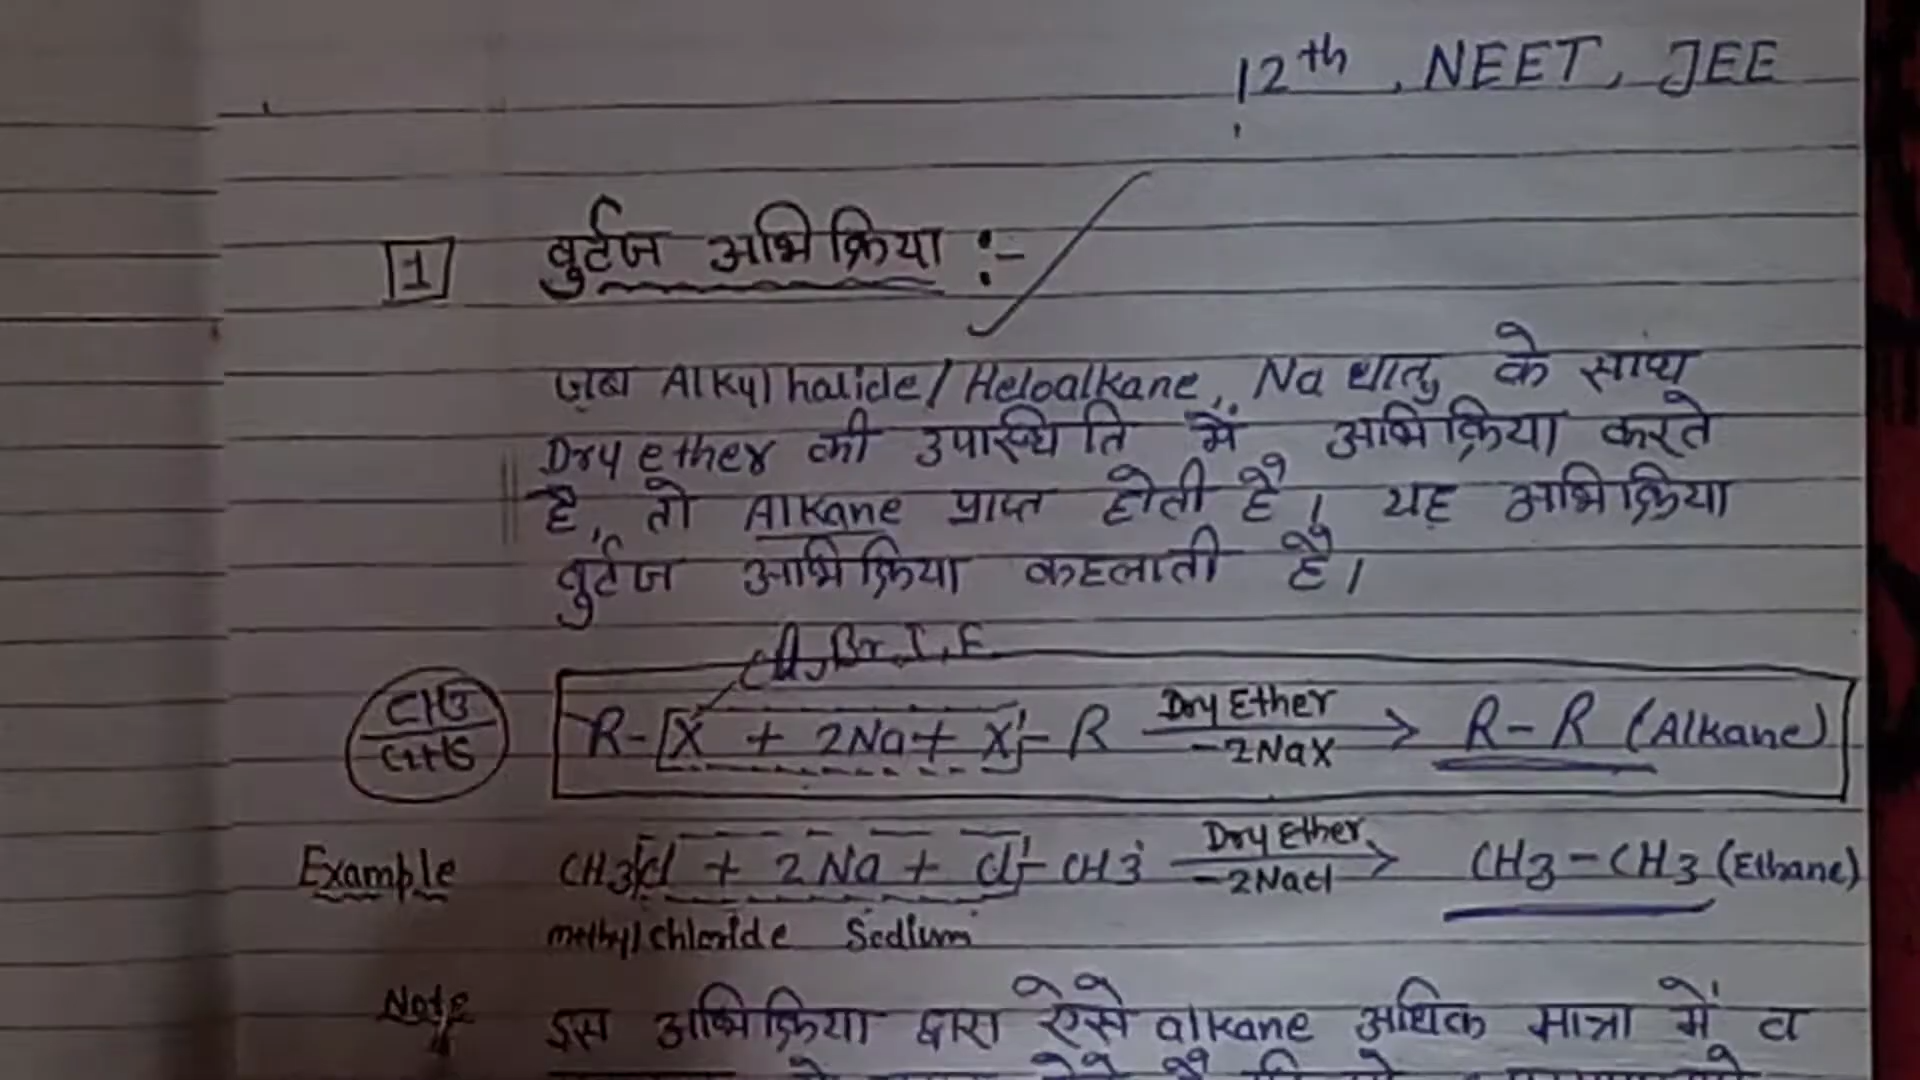 12th, NEET, JEE
1 वुर्टज अभिक्रिया :-
जब Alkyl halide/Heloalkane, Na धातु के साथ
Dry ether की उपस्थिति में अभिक्रिया करते
है, तो Alkane प्राप्त होती है। यह अभिक्रिया
वुर्टज अभिक्रिया कहलाती है।
Cl, Br, I, F
CH3
R-X + 2Na + X-R Dry Ether -2NaX → R-R (Alkane)
Example CH3Cl + 2Na + Cl-CH3 Dry Ether -2NaCl → CH3-CH3 (Ethane)
methyl chloride Sodium
Note इस अभिक्रिया द्वारा ऐसे alkane अधिक मात्रा में व